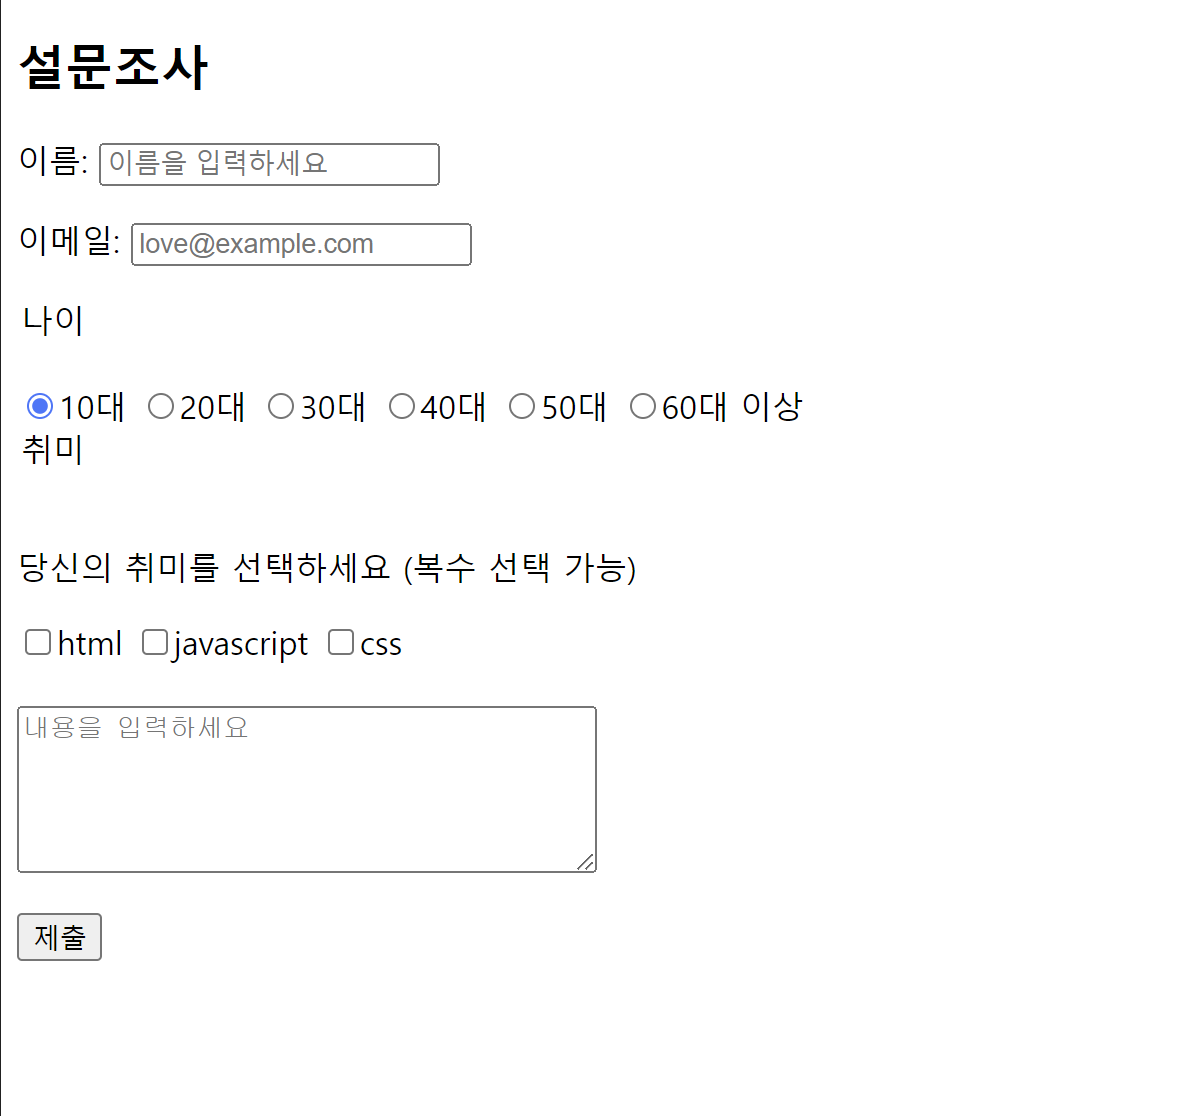 설문조사
이름: 이름을 입력하세요
이메일: love@example.com
나이
10대 20대 30대 40대 50대 60대 이상
취미
당신의 취미를 선택하세요 (복수 선택 가능)
html javascript css
내용을 입력하세요
제출